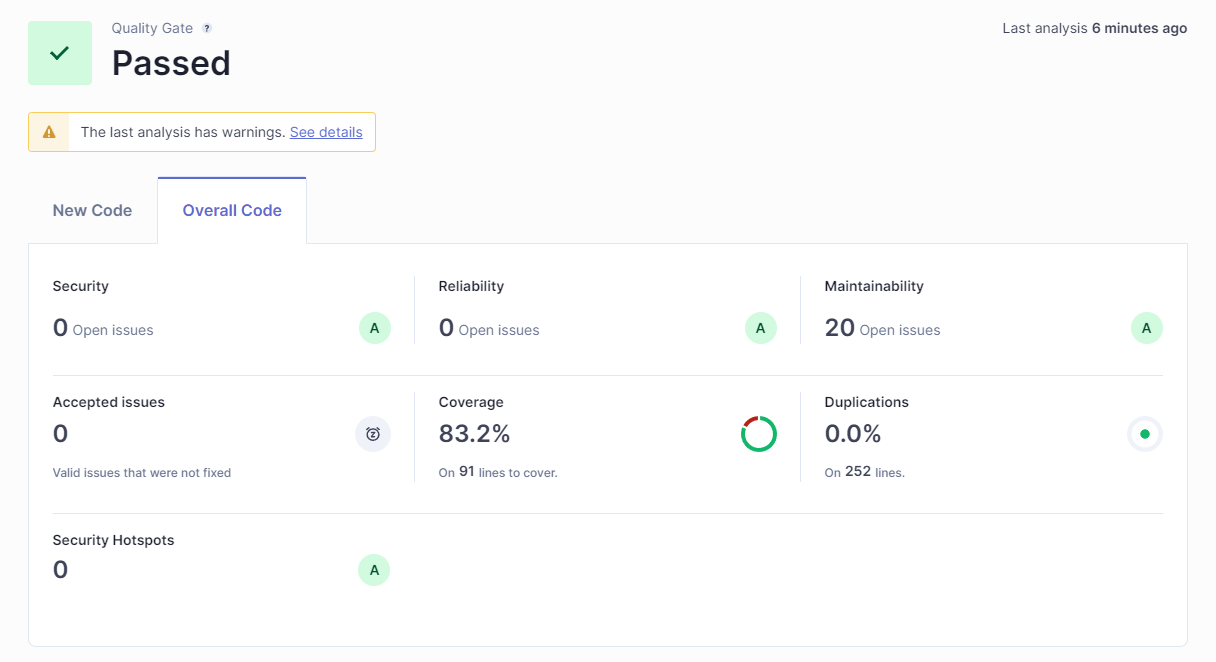 Quality Gate ?
Last analysis 6 minutes ago
Passed
The last analysis has warnings. See details
New Code
Overall Code
Security
Reliability
Maintainability
0 Open issues
A
0 Open issues
A
20 Open issues
A
Accepted issues
Coverage
Duplications
0
83.2%
0.0%
Valid issues that were not fixed
On 91 lines to cover.
On 252 lines.
Security Hotspots
0
A